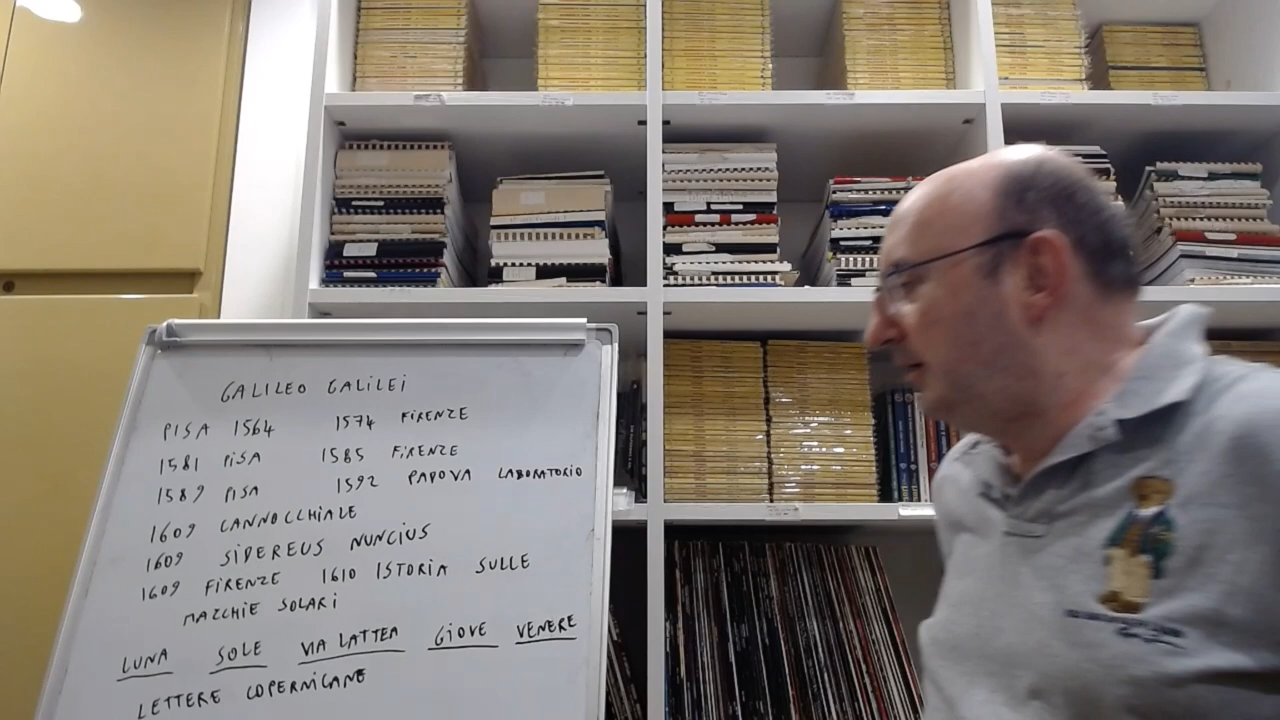 GALILEO GALILEI
PISA 1564 1574 FIRENZE
1581 PISA 1585 FIRENZE
1589 PISA 1592 PADOVA LABORATORIO
1609 CANNOCCHIALE
1609 SIDEREUS NUNCIUS
1609 FIRENZE 1610 ISTORIA SULLE
MACCHIE SOLARI
LUNA SOLE VIA LATTEA GIOVE VENERE
LETTERE COPERNICANE